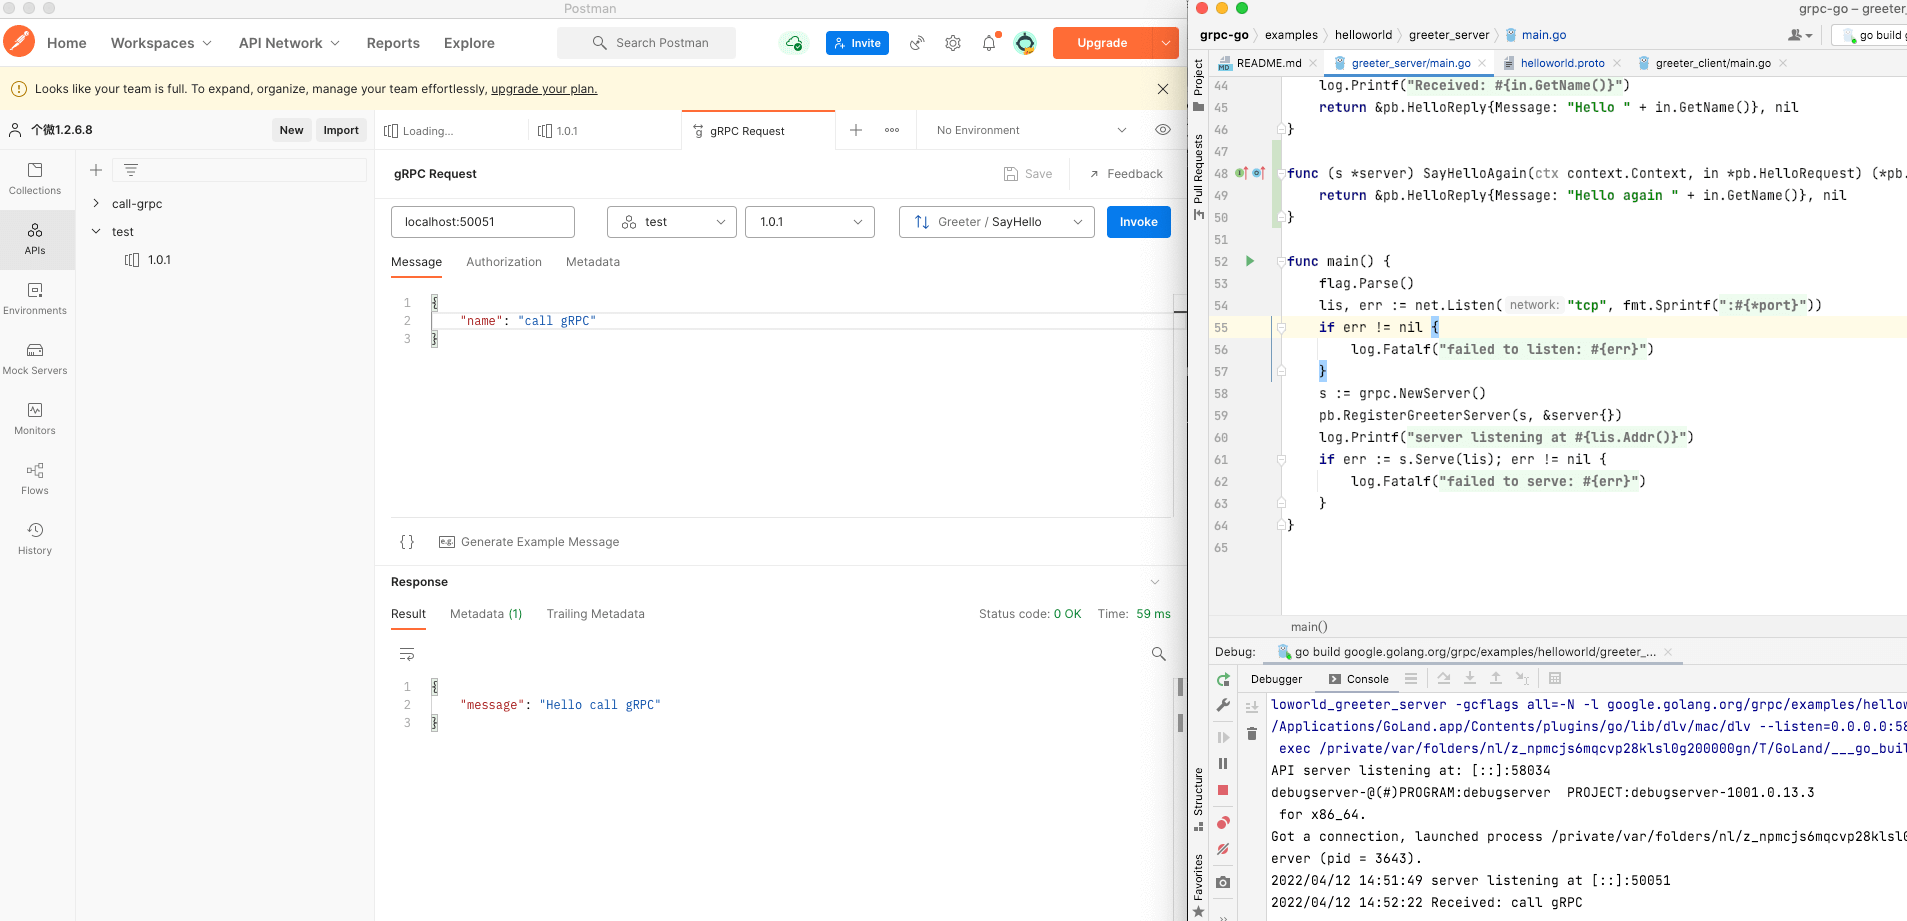 Postman
Home
Workspaces
API Network
Reports
Explore
Search Postman
Invite
Upgrade
Looks like your team is full. To expand, organize, manage your team effortlessly, upgrade your plan.
个微1.2.6.8
New
Import
Loading...
1.0.1
gRPC Request
No Environment
Collections
APIs
Environments
Mock Servers
Monitors
Flows
History
call-grpc
test
1.0.1
gRPC Request
Save
Feedback
localhost:50051
test
1.0.1
Greeter / SayHello
Invoke
Message
Authorization
Metadata
1 {
2 "name": "call gRPC"
3 }
{}
Generate Example Message
Response
Result
Metadata (1)
Trailing Metadata
Status code: 0 OK
Time: 59 ms
1 {
2 "message": "Hello call gRPC"
3 }
grpc-go – greeter_
grpc-go
examples
helloworld
greeter_server
main.go
go build g
README.md
greeter_server/main.go
helloworld.proto
greeter_client/main.go
Project
Pull Requests
Structure
Favorites
44 log.Printf("Received: #{in.GetName()}")
45 return &pb.HelloReply{Message: "Hello " + in.GetName()}, nil
46 }
47
48 func (s *server) SayHelloAgain(ctx context.Context, in *pb.HelloRequest) (*pb.
49 return &pb.HelloReply{Message: "Hello again " + in.GetName()}, nil
50 }
51
52 func main() {
53 flag.Parse()
54 lis, err := net.Listen( network: "tcp", fmt.Sprintf(":#{*port}"))
55 if err != nil {
56 log.Fatalf("failed to listen: #{err}")
57 }
58 s := grpc.NewServer()
59 pb.RegisterGreeterServer(s, &server{})
60 log.Printf("server listening at #{lis.Addr()}")
61 if err := s.Serve(lis); err != nil {
62 log.Fatalf("failed to serve: #{err}")
63 }
64 }
65
main()
Debug:
go build google.golang.org/grpc/examples/helloworld/greeter_...
Debugger
Console
loworld_greeter_server -gcflags all=-N -l google.golang.org/grpc/examples/hellow
/Applications/GoLand.app/Contents/plugins/go/lib/dlv/mac/dlv --listen=0.0.0.0:58
exec /private/var/folders/nl/z_npmcjs6mqcvp28klsl0g200000gn/T/GoLand/___go_buil
API server listening at: [::]:58034
debugserver-@(#)PROGRAM:debugserver  PROJECT:debugserver-1001.0.13.3
for x86_64.
Got a connection, launched process /private/var/folders/nl/z_npmcjs6mqcvp28klsl0
erver (pid = 3643).
2022/04/12 14:51:49 server listening at [::]:50051
2022/04/12 14:52:22 Received: call gRPC